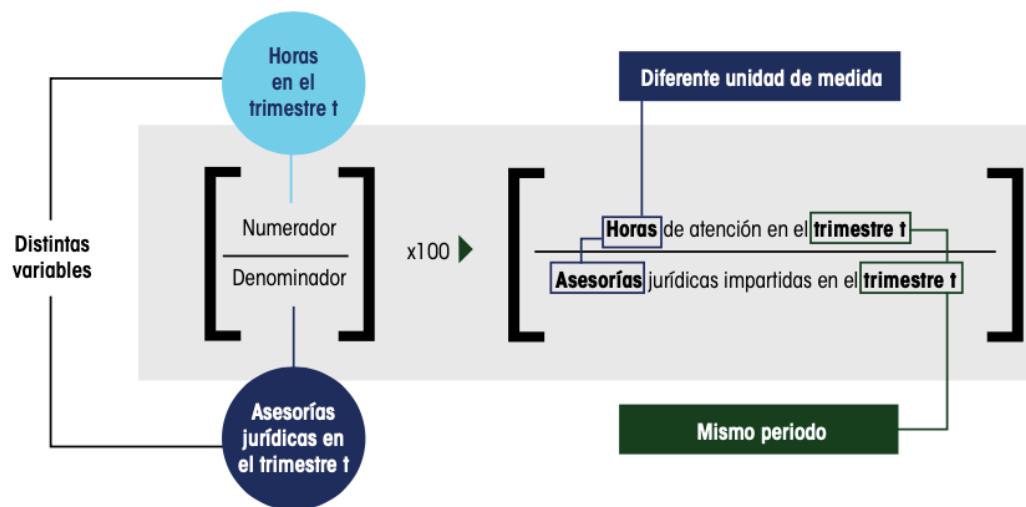 Horas
en el
trimestre t
Diferente unidad de medida
Distintas
variables
Numerador
Denominador
x100
Horas de atención en el trimestre t
Asesorías jurídicas impartidas en el trimestre t
Asesorías
jurídicas en
el trimestre t
Mismo periodo